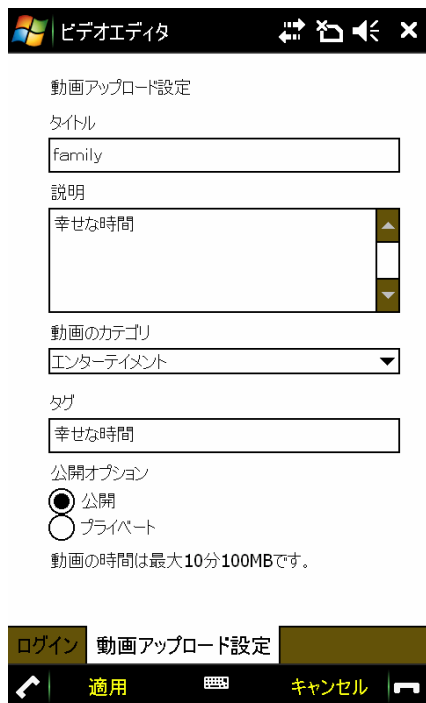 ビデオエディタ
動画アップロード設定
タイトル
family
説明
幸せな時間
動画のカテゴリ
エンターテイメント
タグ
幸せな時間
公開オプション
公開
プライベート
動画の時間は最大10分100MBです。
ログイン 動画アップロード設定
適用 キャンセル